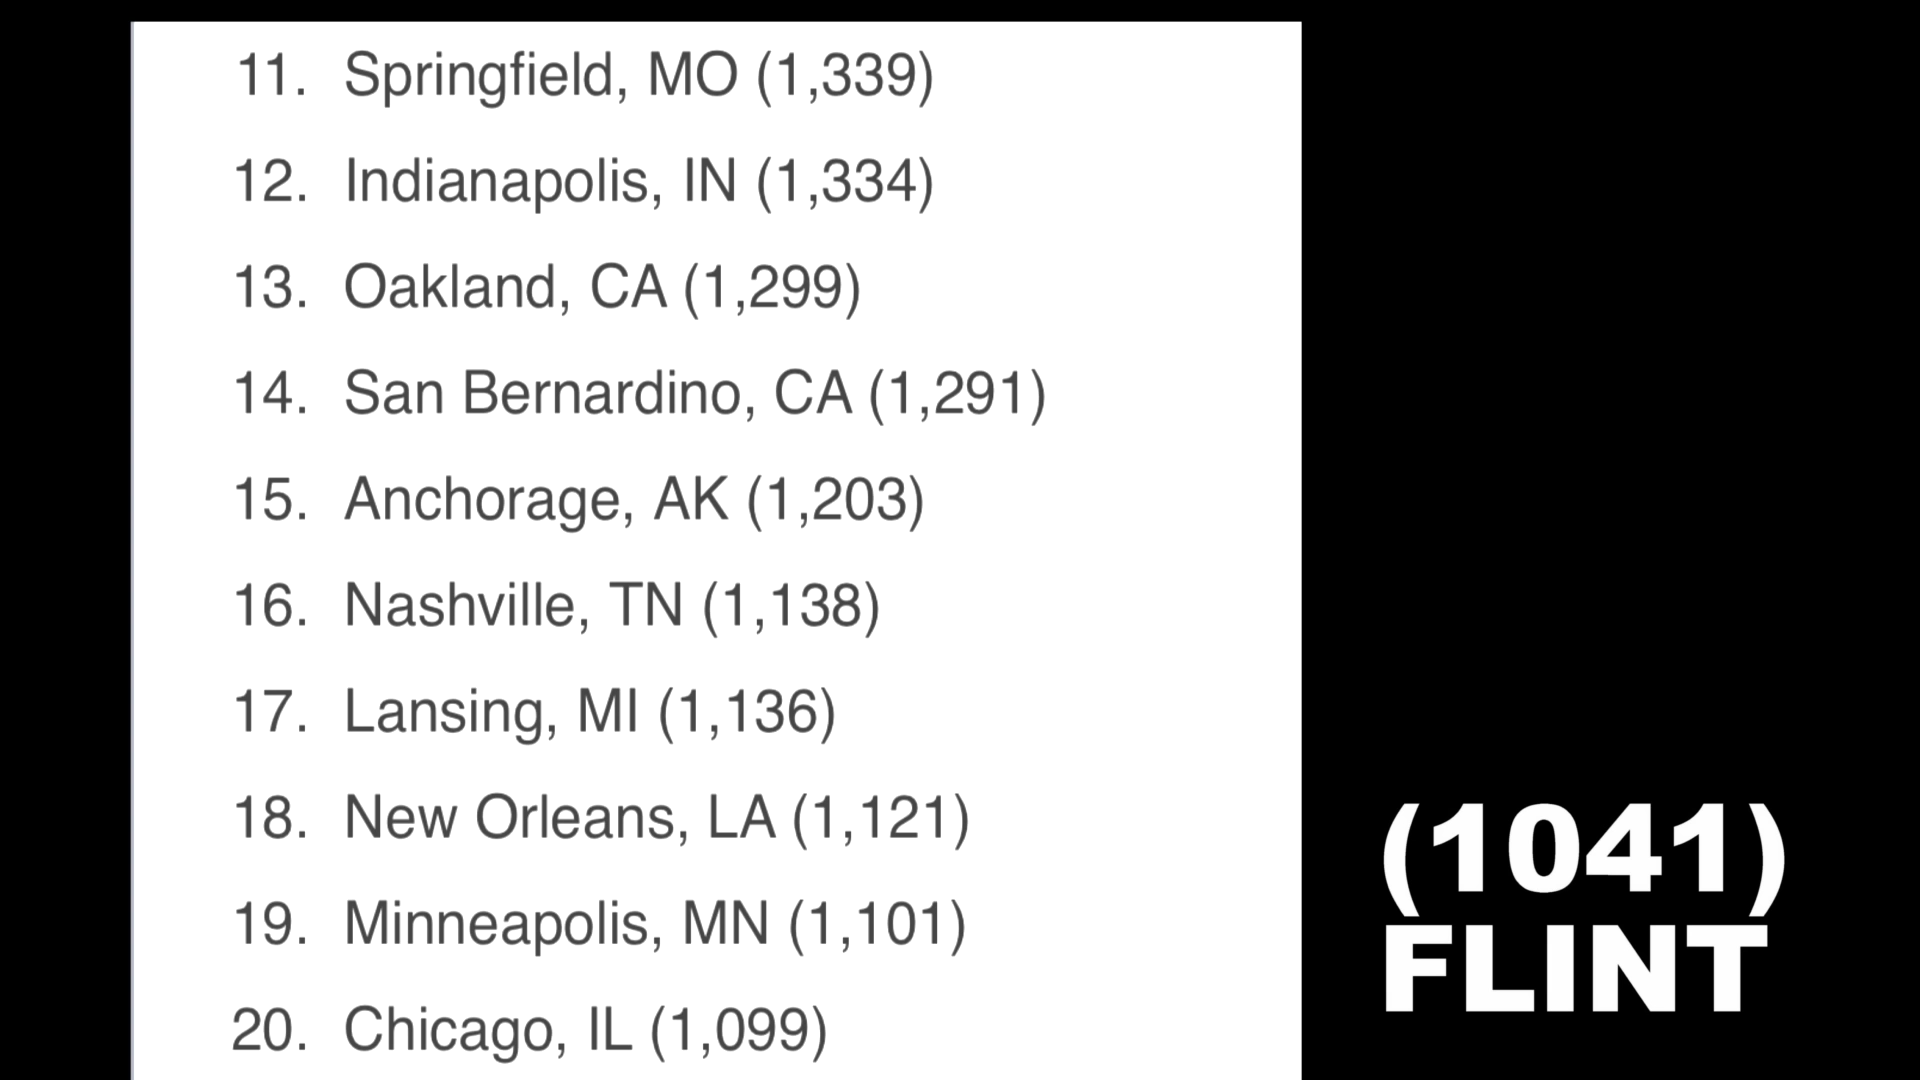 11. Springfield, MO (1,339)
12. Indianapolis, IN (1,334)
13. Oakland, CA (1,299)
14. San Bernardino, CA (1,291)
15. Anchorage, AK (1,203)
16. Nashville, TN (1,138)
17. Lansing, MI (1,136)
18. New Orleans, LA (1,121)
19. Minneapolis, MN (1,101)
20. Chicago, IL (1,099)
(1041)
FLINT